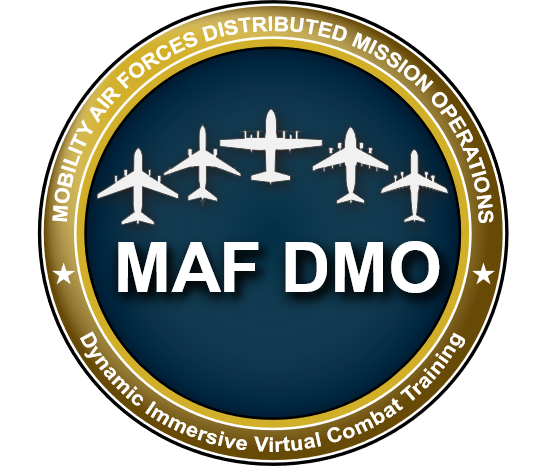 MOBILITY AIR FORCES DISTRIBUTED MISSION OPERATIONS
MAF DMO
Dynamic Immersive Virtual Combat Training